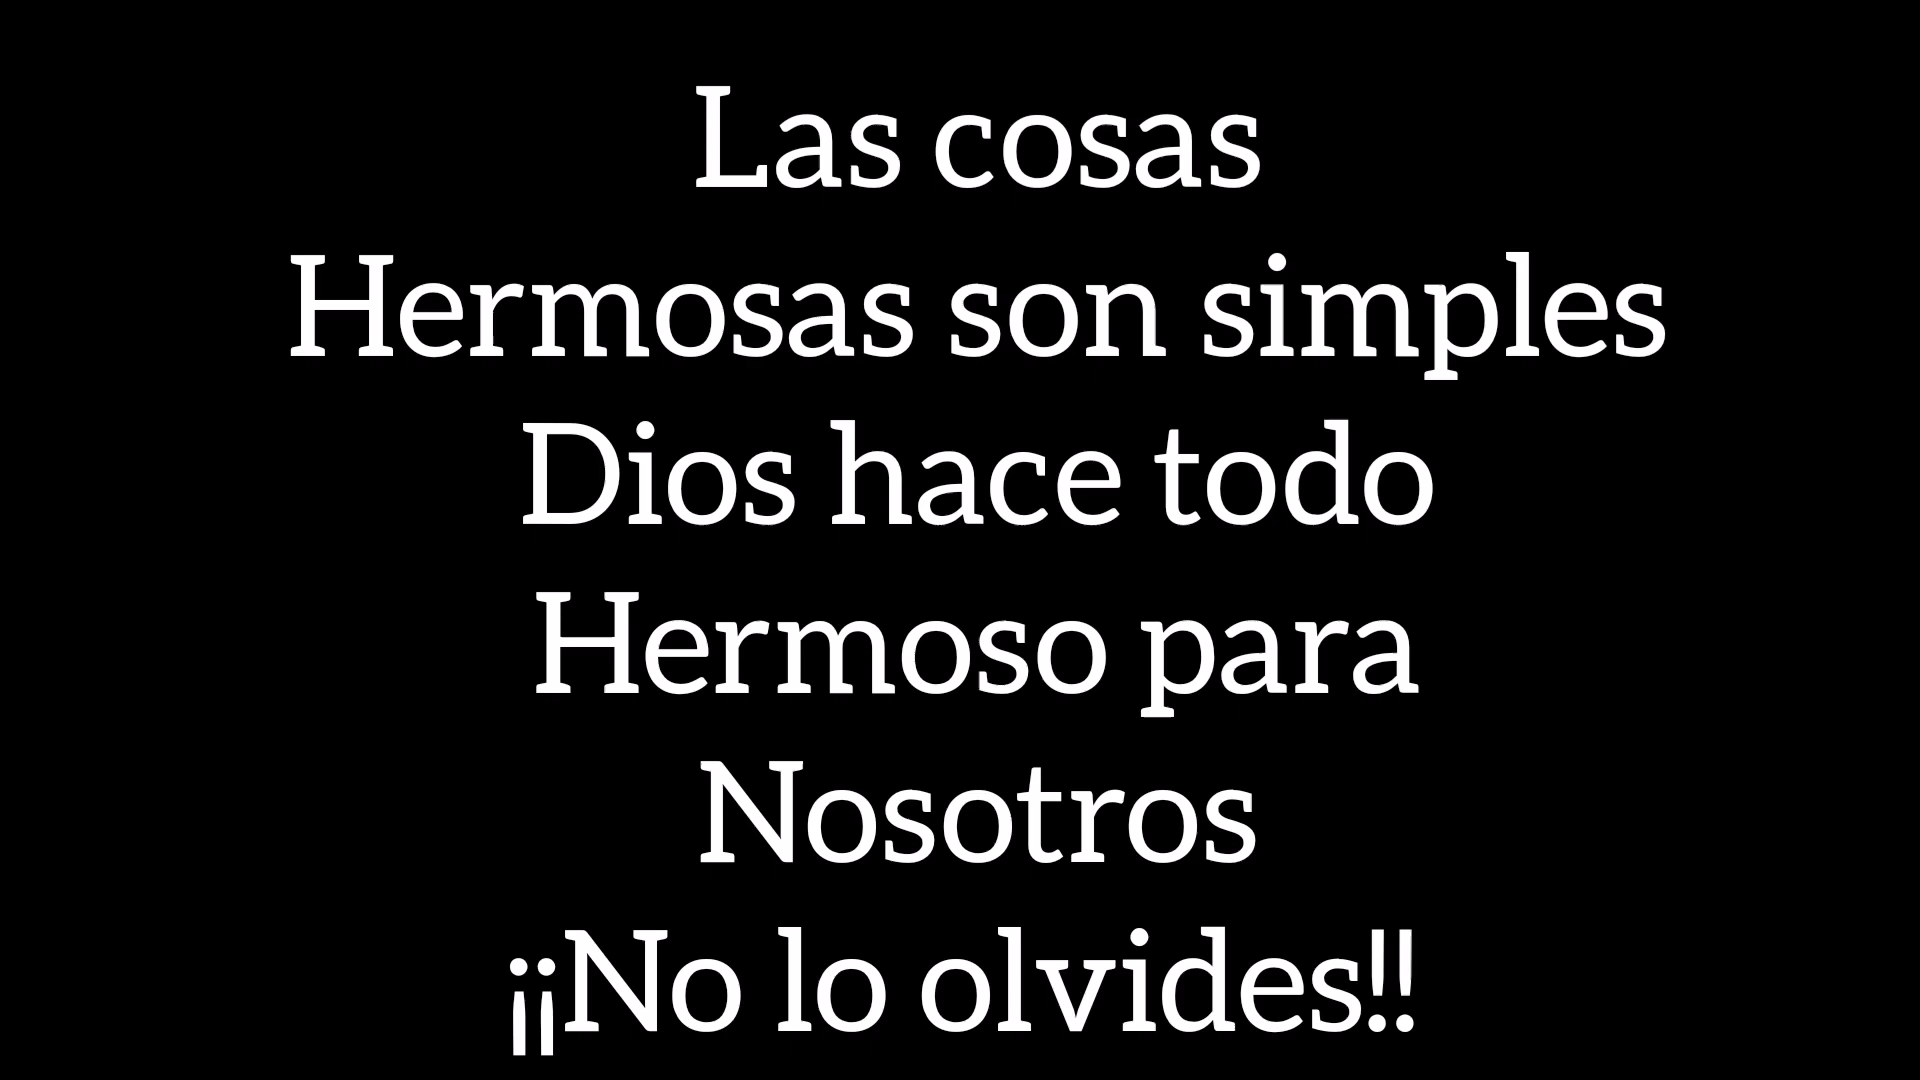 Las cosas
Hermosas son simples
Dios hace todo
Hermoso para
Nosotros
¡¡No lo olvides!!